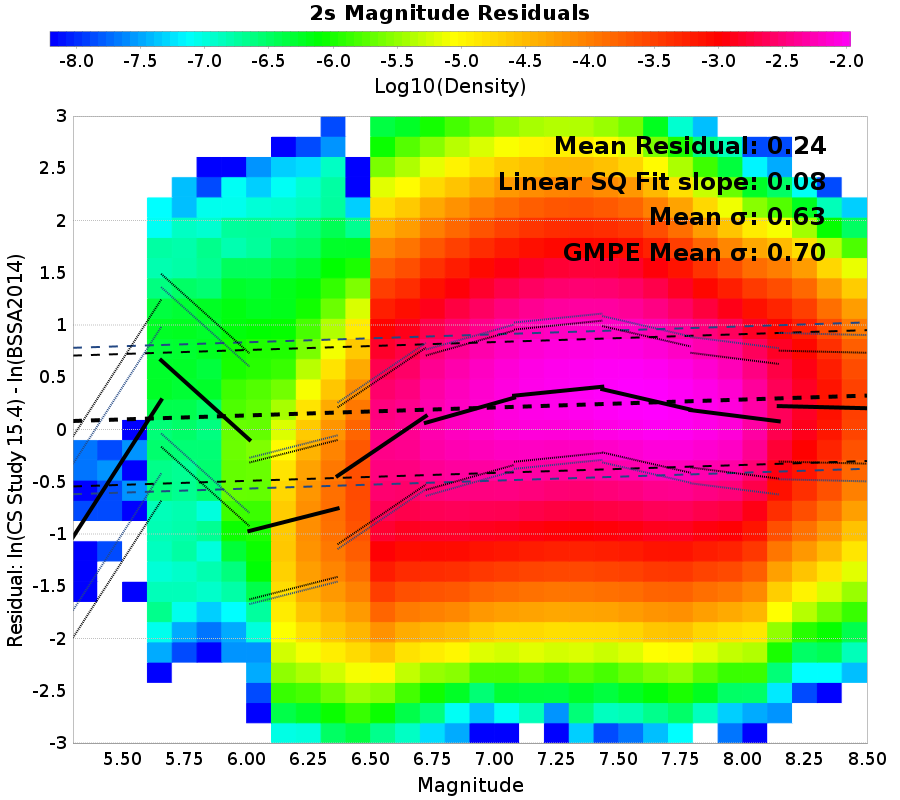 2s Magnitude Residuals
-8.0 -7.5 -7.0 -6.5 -6.0 -5.5 -5.0 -4.5 -4.0 -3.5 -3.0 -2.5 -2.0
Log10(Density)
Mean Residual: 0.24
Linear SQ Fit slope: 0.08
Mean σ: 0.63
GMPE Mean σ: 0.70
Residual: ln(CS Study 15.4) - ln(BSSA2014)
3
2.5
2
1.5
1
0.5
0
-0.5
-1
-1.5
-2
-2.5
-3
5.50 5.75 6.00 6.25 6.50 6.75 7.00 7.25 7.50 7.75 8.00 8.25 8.50
Magnitude